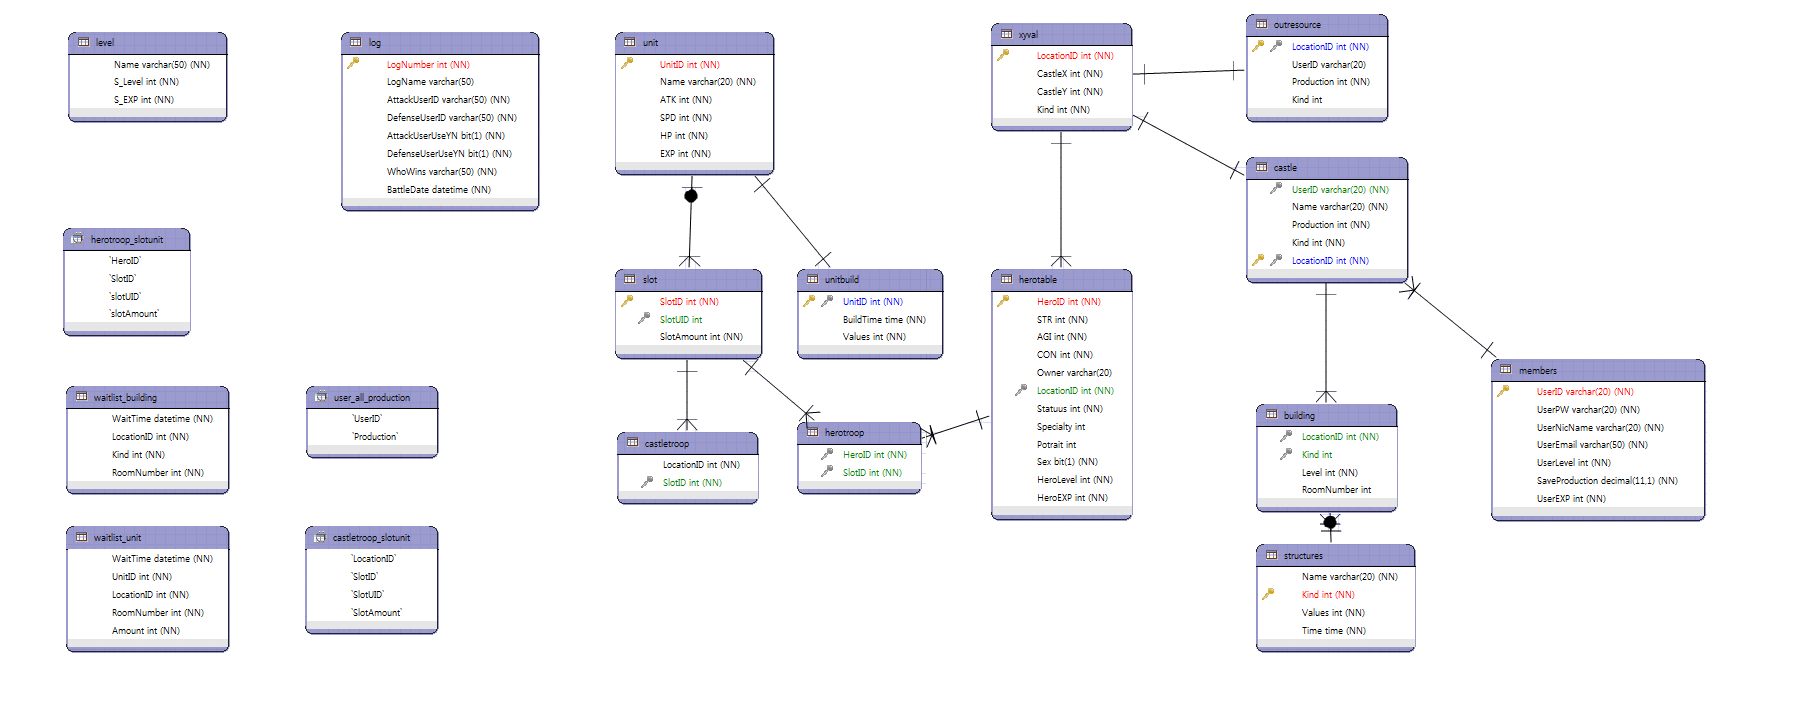 level
Name varchar(50) (NN)
S_Level int (NN)
S_EXP int (NN)
log
LogNumber int (NN)
LogName varchar(50)
AttackUserID varchar(50) (NN)
DefenseUserID varchar(50) (NN)
AttackUserUseYN bit(1) (NN)
DefenseUserUseYN bit(1) (NN)
WhoWins varchar(50) (NN)
BattleDate datetime (NN)
unit
UnitID int (NN)
Name varchar(20) (NN)
ATK int (NN)
SPD int (NN)
HP int (NN)
EXP int (NN)
xyval
LocationID int (NN)
CastleX int (NN)
CastleY int (NN)
Kind int (NN)
outresource
LocationID int (NN)
UserID varchar(20)
Production int (NN)
Kind int
castle
UserID varchar(20) (NN)
Name varchar(20) (NN)
Production int (NN)
Kind int (NN)
LocationID int (NN)
herotroop_slotunit
`HeroID`
`SlotID`
`slotUID`
`slotAmount`
slot
SlotID int (NN)
SlotUID int
SlotAmount int (NN)
unitbuild
UnitID int (NN)
BuildTime time (NN)
Values int (NN)
herotable
HeroID int (NN)
STR int (NN)
AGI int (NN)
CON int (NN)
Owner varchar(20)
LocationID int (NN)
Statuus int (NN)
Specialty int
Potrait int
Sex bit(1) (NN)
HeroLevel int (NN)
HeroEXP int (NN)
members
UserID varchar(20) (NN)
UserPW varchar(20) (NN)
UserNicName varchar(20) (NN)
UserEmail varchar(50) (NN)
UserLevel int (NN)
SaveProduction decimal(11,1) (NN)
UserEXP int (NN)
waitlist_building
WaitTime datetime (NN)
LocationID int (NN)
Kind int (NN)
RoomNumber int (NN)
user_all_production
`UserID`
`Production`
castletroop
LocationID int (NN)
SlotID int (NN)
herotroop
HeroID int (NN)
SlotID int (NN)
building
LocationID int (NN)
Kind int
Level int (NN)
RoomNumber int
waitlist_unit
WaitTime datetime (NN)
UnitID int (NN)
LocationID int (NN)
RoomNumber int (NN)
Amount int (NN)
castletroop_slotunit
`LocationID`
`SlotID`
`SlotUID`
`SlotAmount`
structures
Name varchar(20) (NN)
Kind int (NN)
Values int (NN)
Time time (NN)